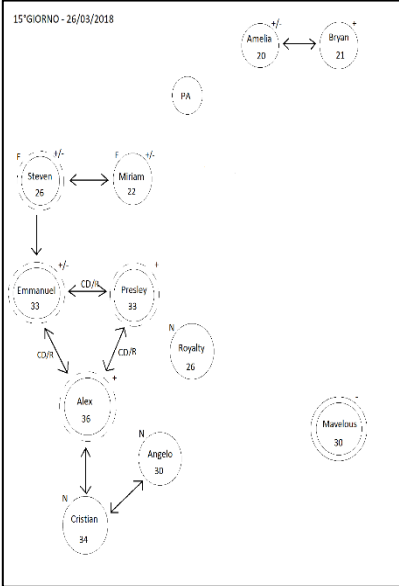 15°GIORNO - 26/03/2018
+/-
Amelia
20
+
Bryan
21
PA
F
+/-
Steven
26
F
+/-
Miriam
22
+/-
Emmanuel
33
CD/R
+
Presley
33
CD/R
CD/R
N
Royalty
26
+
Alex
36
-
Mavelous
30
N
Angelo
30
N
Cristian
34